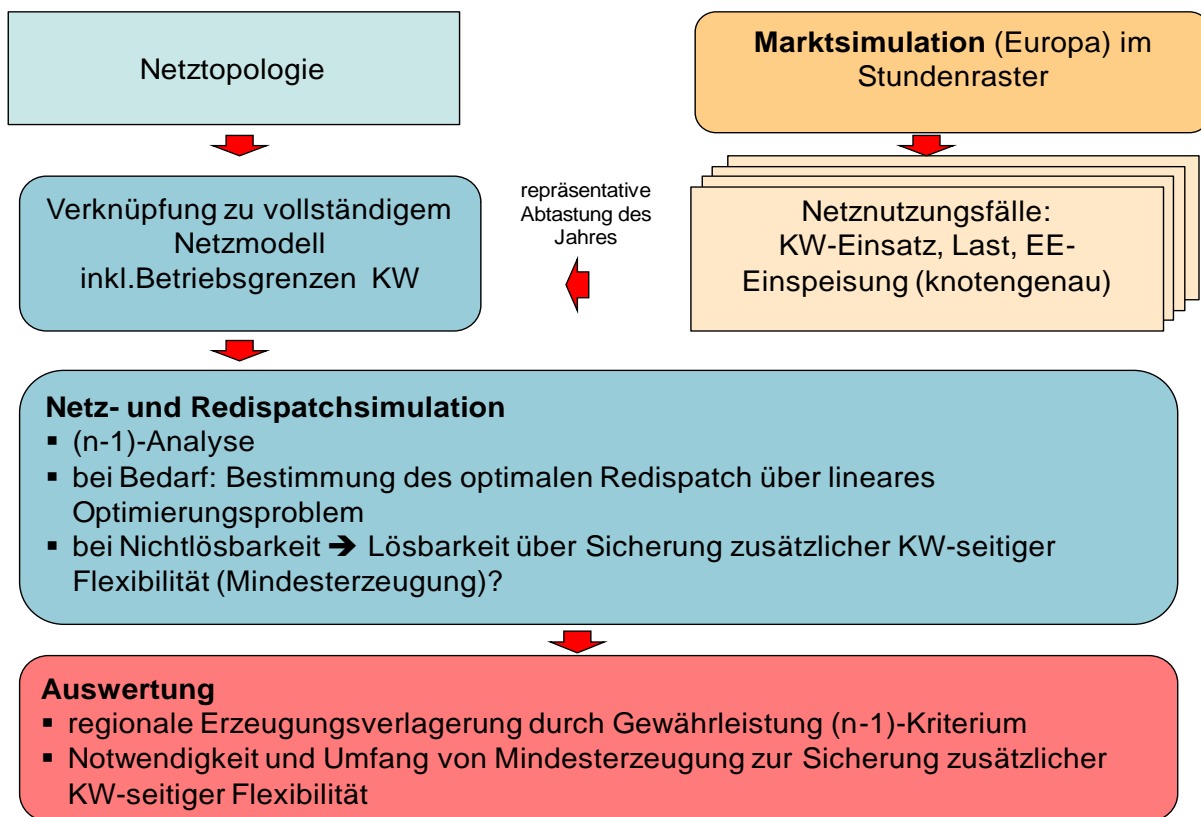 Netztopologie
Marktsimulation (Europa) im
Stundenraster
Verknüpfung zu vollständigem
Netzmodell
inkl.Betriebsgrenzen KW
repräsentative
Abtastung des
Jahres
Netznutzungsfälle:
KW-Einsatz, Last, EE-
Einspeisung (knotengenau)
Netz- und Redispatchsimulation
▪ (n-1)-Analyse
▪ bei Bedarf: Bestimmung des optimalen Redispatch über lineares
Optimierungsproblem
▪ bei Nichtlösbarkeit ➔ Lösbarkeit über Sicherung zusätzlicher KW-seitiger
Flexibilität (Mindesterzeugung)?
Auswertung
▪ regionale Erzeugungsverlagerung durch Gewährleistung (n-1)-Kriterium
▪ Notwendigkeit und Umfang von Mindesterzeugung zur Sicherung zusätzlicher
KW-seitiger Flexibilität